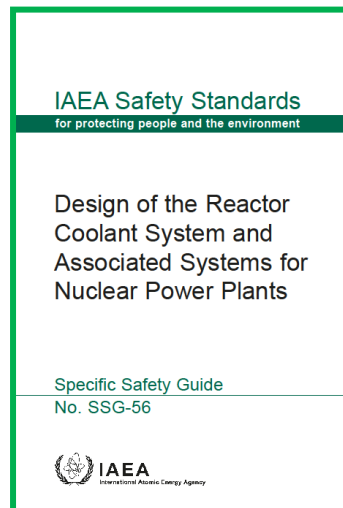 IAEA Safety Standards
for protecting people and the environment
Design of the Reactor
Coolant System and
Associated Systems for
Nuclear Power Plants
Specific Safety Guide
No. SSG-56
IAEA
International Atomic Energy Agency